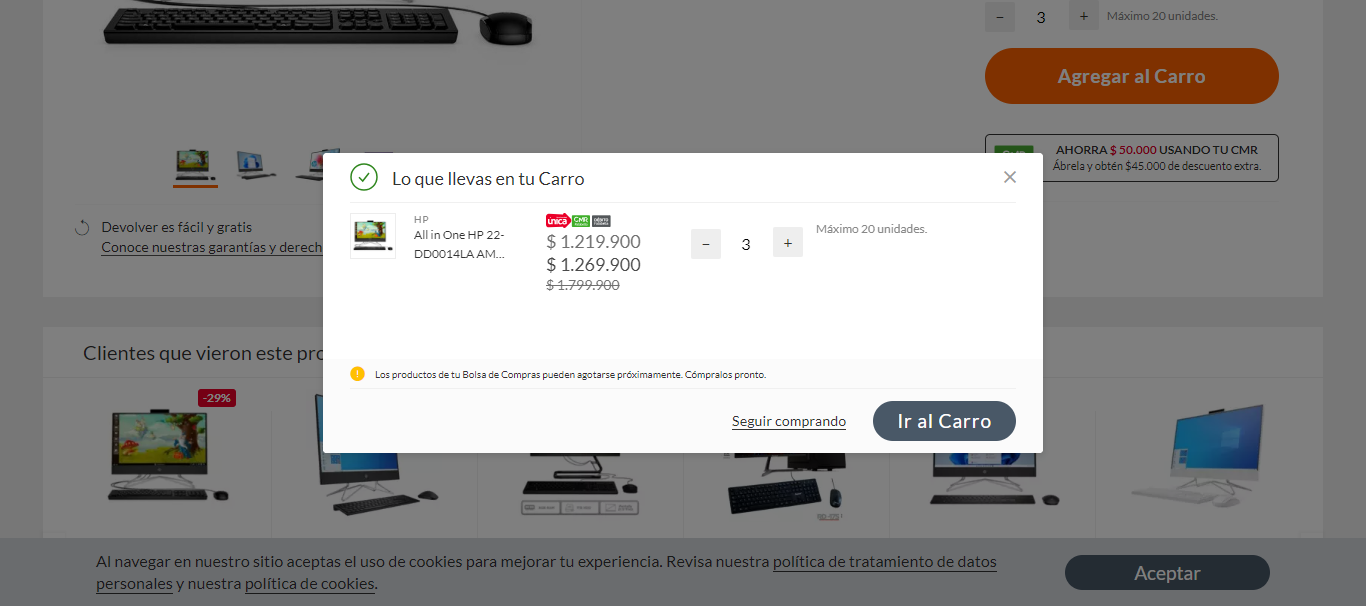 -
3
+
Máximo 20 unidades.
Agregar al Carro
AHORRA $ 50.000 USANDO TU CMR
Ábrela y obtén $45.000 de descuento extra.
Devolver es fácil y gratis
Conoce nuestras garantías y derech
Lo que llevas en tu Carro
×
HP
All in One HP 22-
DD0014LA AM...
unica CMR
$ 1.219.900
$ 1.269.900
$ 1.799.900
-
3
+
Máximo 20 unidades.
Los productos de tu Bolsa de Compras pueden agotarse próximamente. Cómpralos pronto.
Seguir comprando
Ir al Carro
Clientes que vieron este pro
-29%
Al navegar en nuestro sitio aceptas el uso de cookies para mejorar tu experiencia. Revisa nuestra política de tratamiento de datos
personales y nuestra política de cookies.
Aceptar